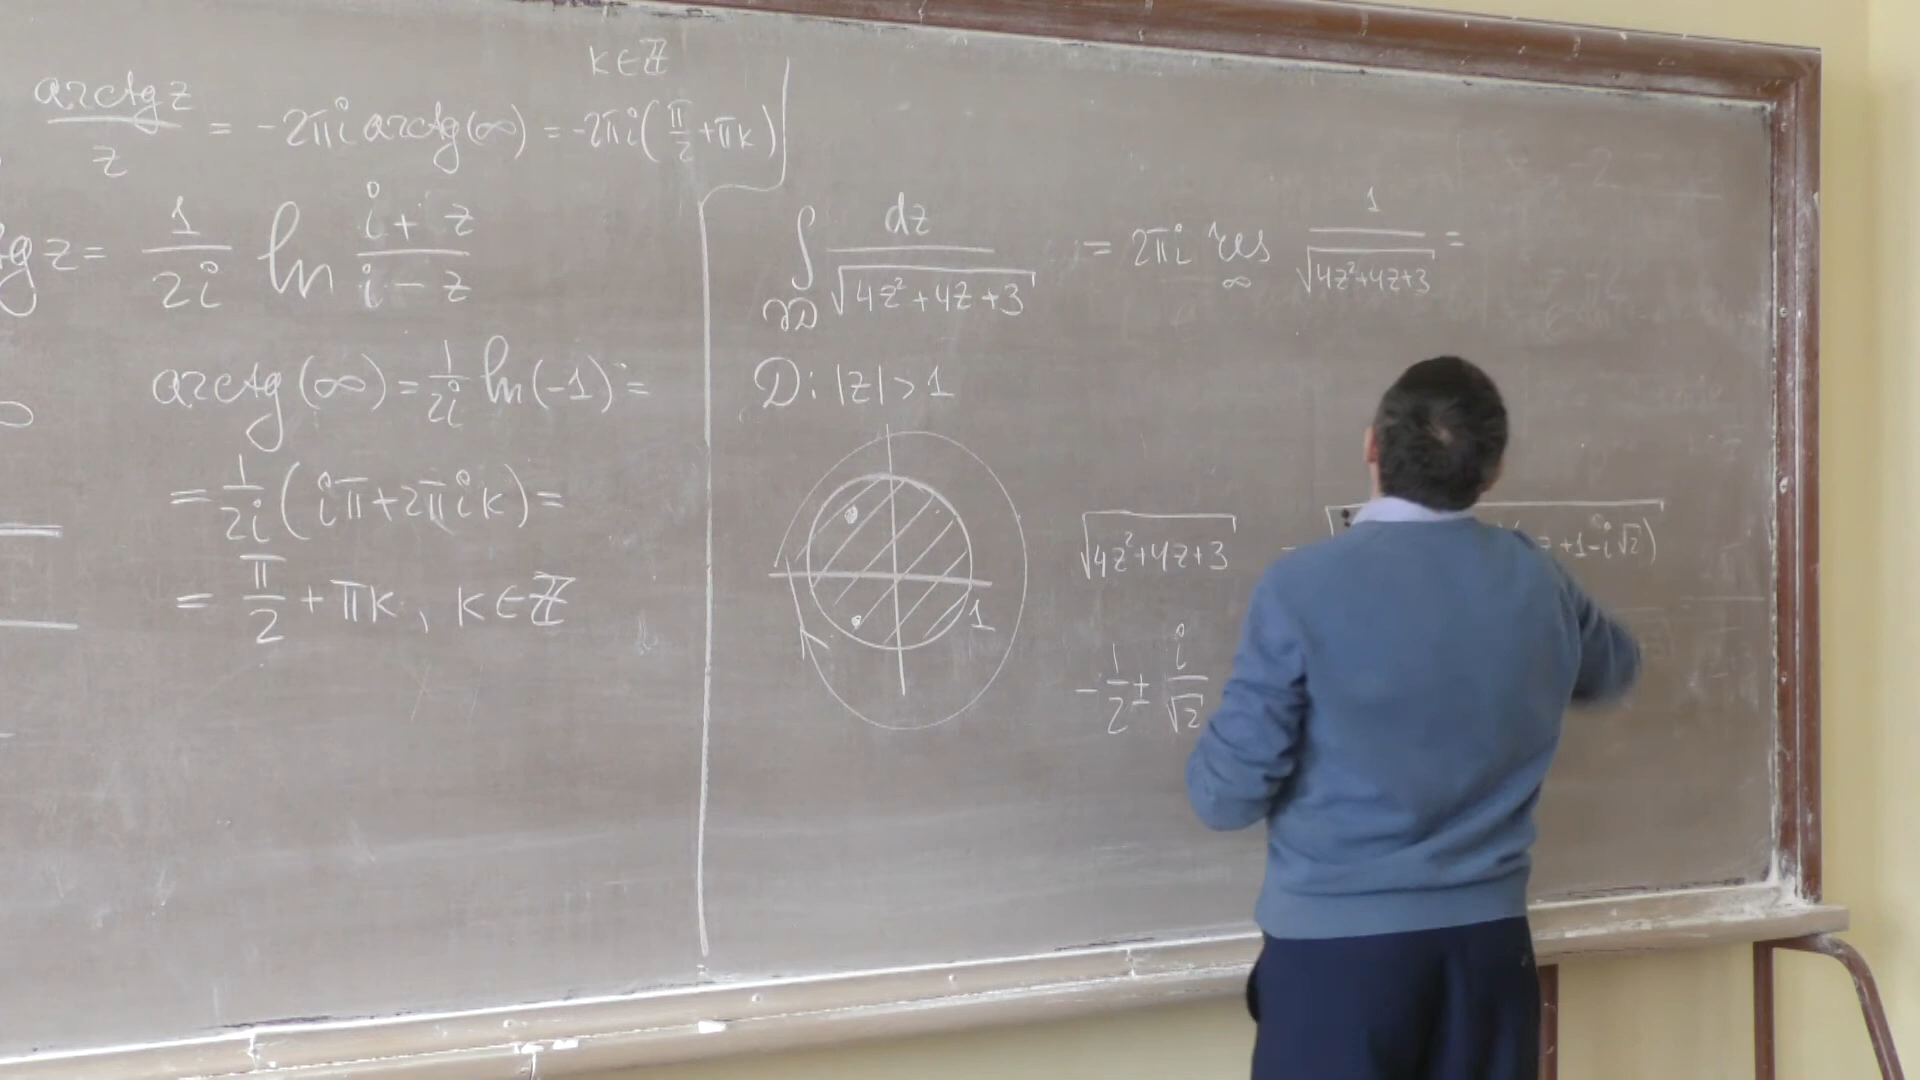 k∈ℤ
arctg z / z = -2πi arctg(∞) = -2πi(π/2 + πk)
tg z = 1/2i ln i+z/i-z
arctg(∞) = 1/2i ln(-1) =
= 1/2i (iπ+2πik) =
= π/2 + πk, k∈ℤ
∫∂D dz/√4z²+4z+3 = 2πi res ∞ 1/√4z²+4z+3 =
D: |z|>1
1
√4z²+4z+3
z+1-i√2)
-1/2 ± i/√2